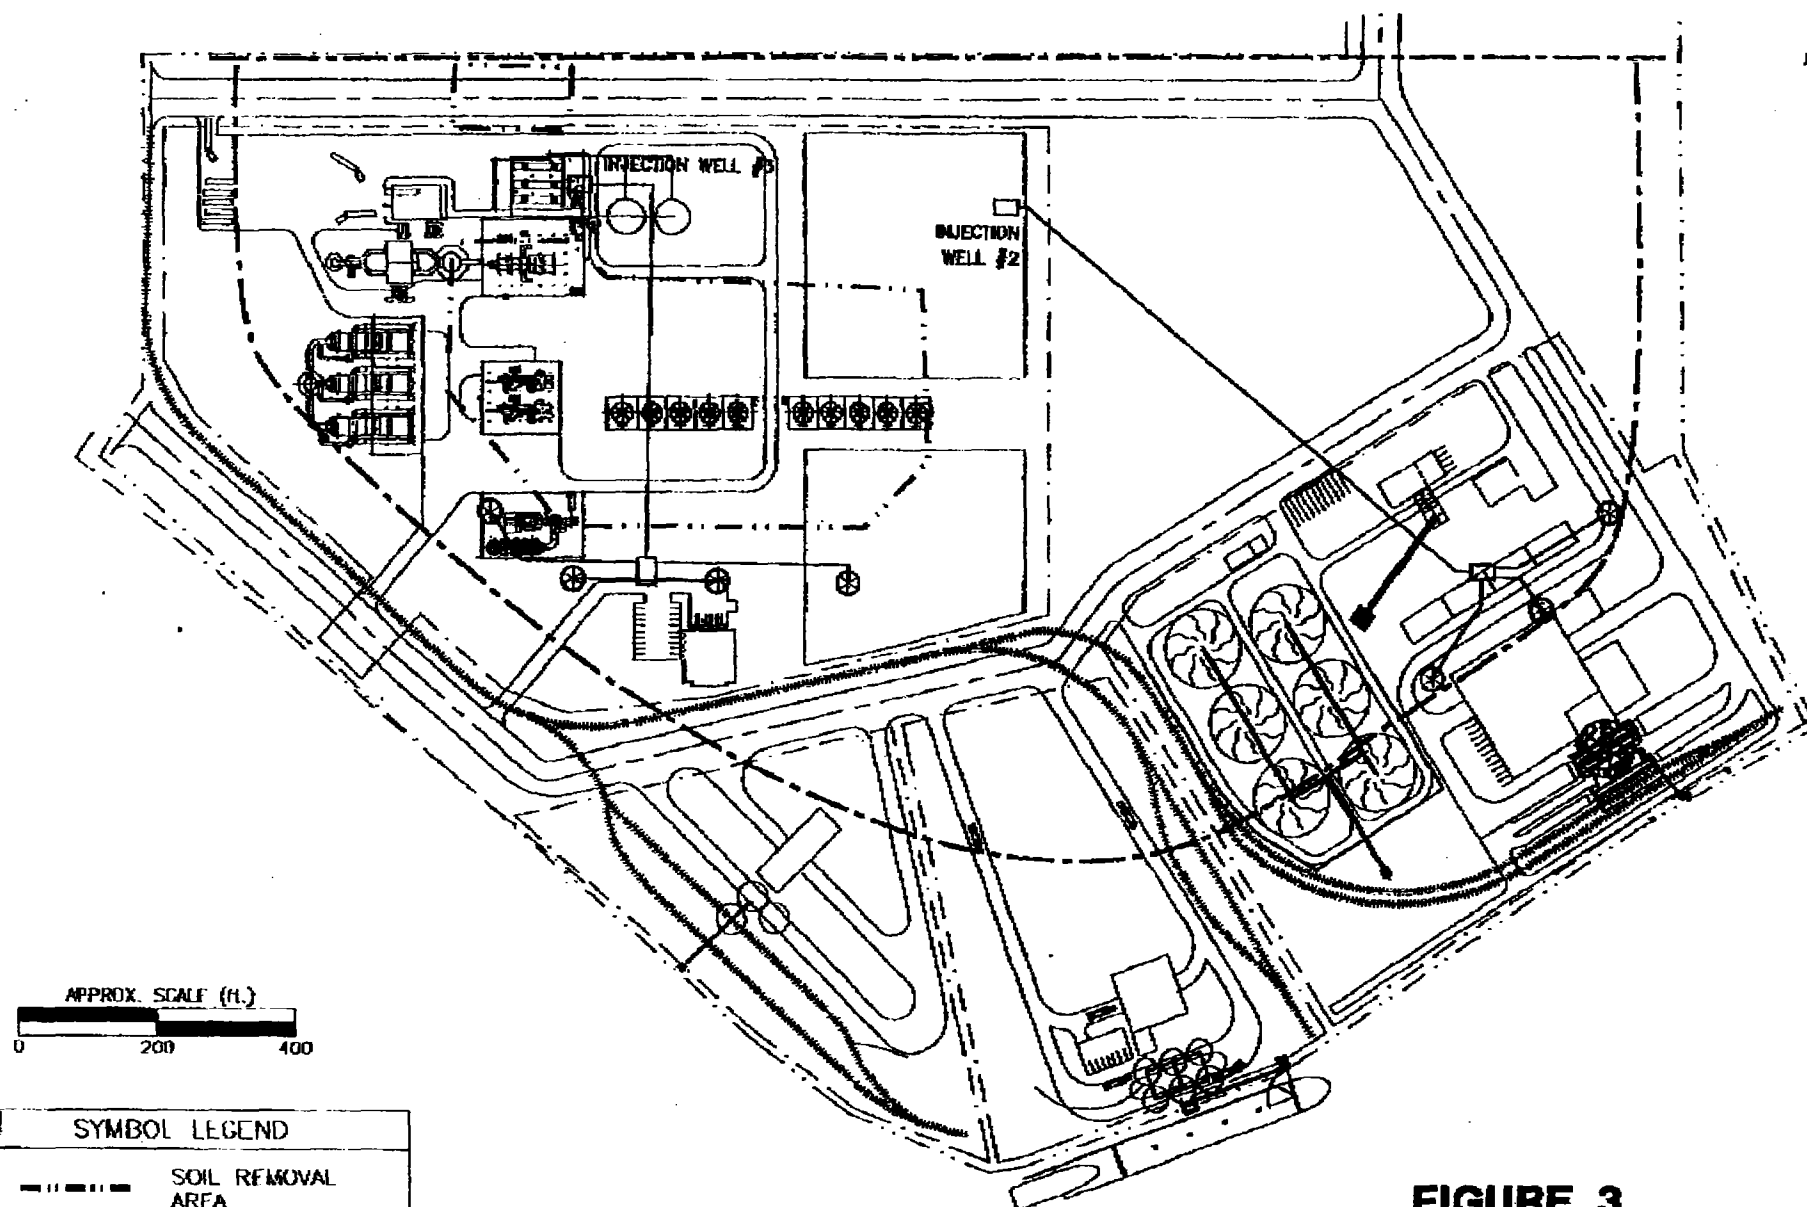 INJECTION WELL #3
INJECTION
WELL #2
APPROX. SCALE (ft.)
0 200 400
SYMBOL LEGEND
SOIL REMOVAL
AREA
FIGURE 3